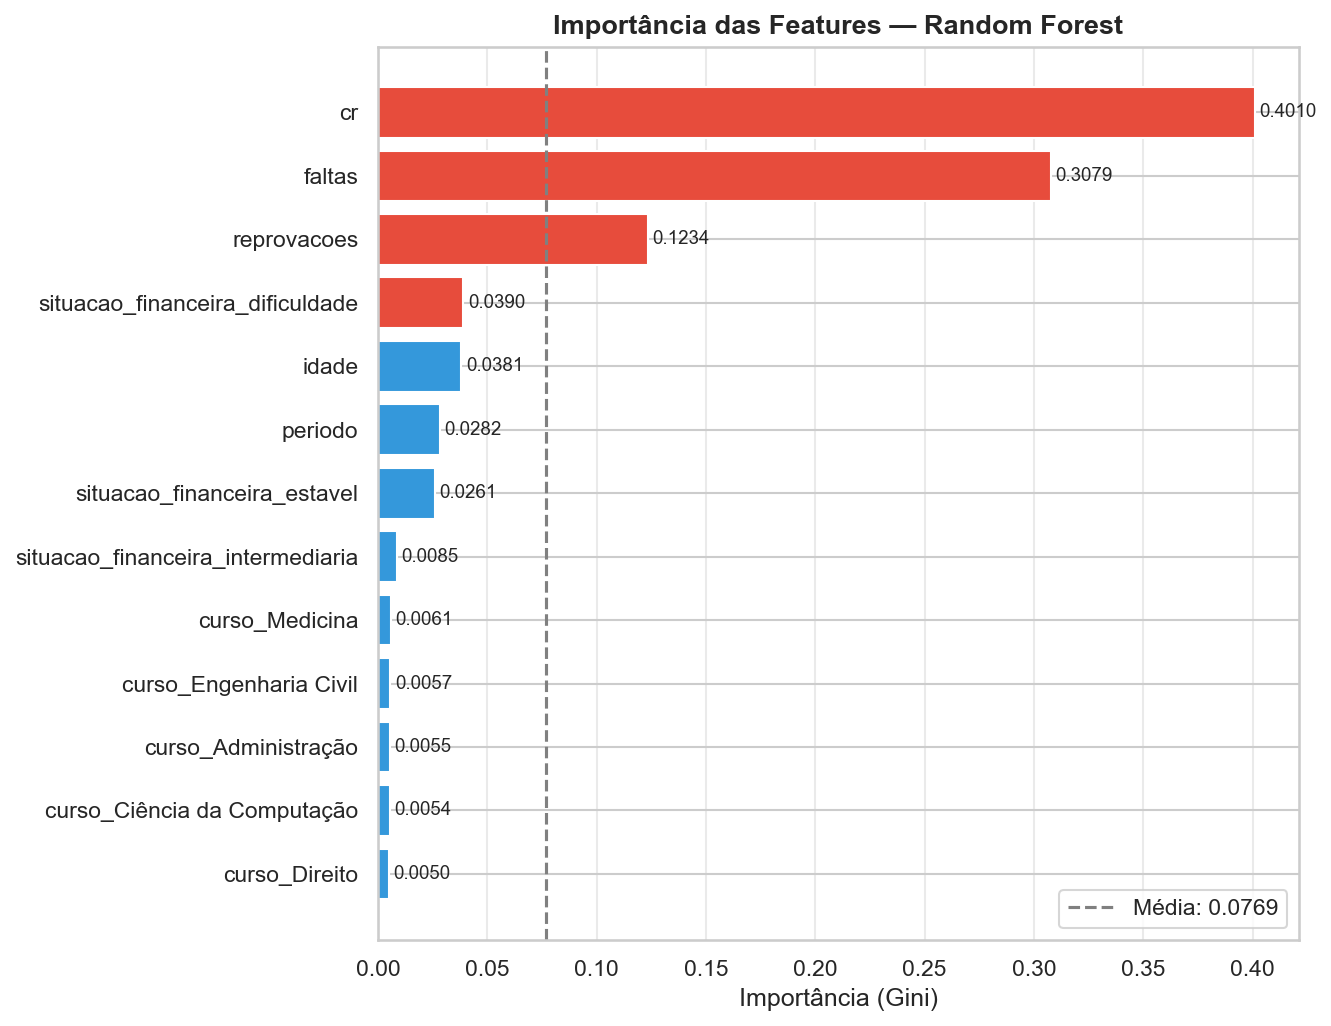 Importância das Features — Random Forest
cr 0.4010
faltas 0.3079
reprovacoes 0.1234
situacao_financeira_dificuldade 0.0390
idade 0.0381
periodo 0.0282
situacao_financeira_estavel 0.0261
situacao_financeira_intermediaria 0.0085
curso_Medicina 0.0061
curso_Engenharia Civil 0.0057
curso_Administração 0.0055
curso_Ciência da Computação 0.0054
curso_Direito 0.0050
Média: 0.0769
0.00 0.05 0.10 0.15 0.20 0.25 0.30 0.35 0.40
Importância (Gini)